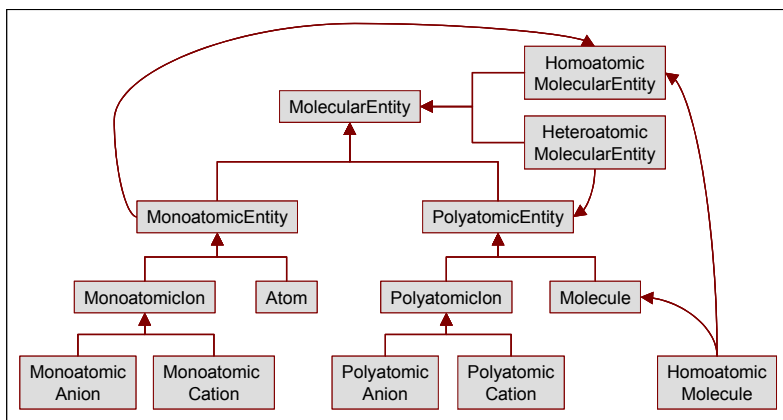 Homoatomic
MolecularEntity
MolecularEntity
Heteroatomic
MolecularEntity
MonoatomicEntity
PolyatomicEntity
MonoatomicIon
Atom
PolyatomicIon
Molecule
Monoatomic
Anion
Monoatomic
Cation
Polyatomic
Anion
Polyatomic
Cation
Homoatomic
Molecule